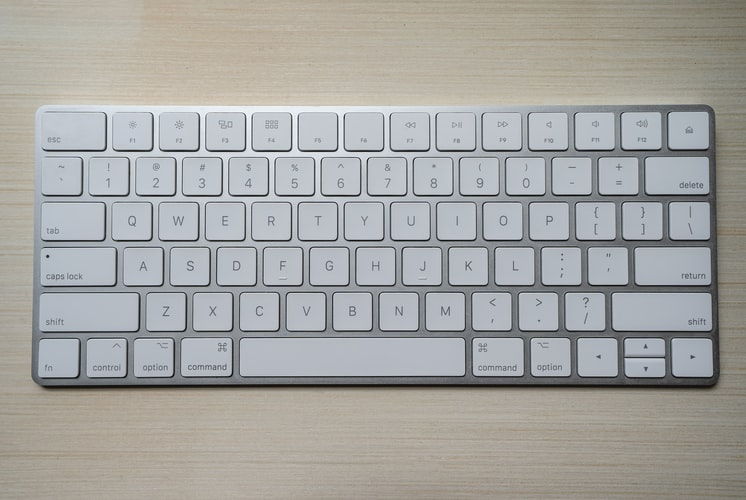 esc F1 F2 F3 F4 F5 F6 F7 F8 F9 F10 F11 F12
~ ! @ # $ % ^ & * ( ) — +
` 1 2 3 4 5 6 7 8 9 0 - = delete
tab Q W E R T Y U I O P { } |
[ ] \
caps lock A S D F G H J K L : "
; ' return
shift Z X C V B N M < > ? shift
, . /
fn ^ control ⌥ option ⌘ command ⌘ command ⌥ option ◀ ▲ ▼ ▶